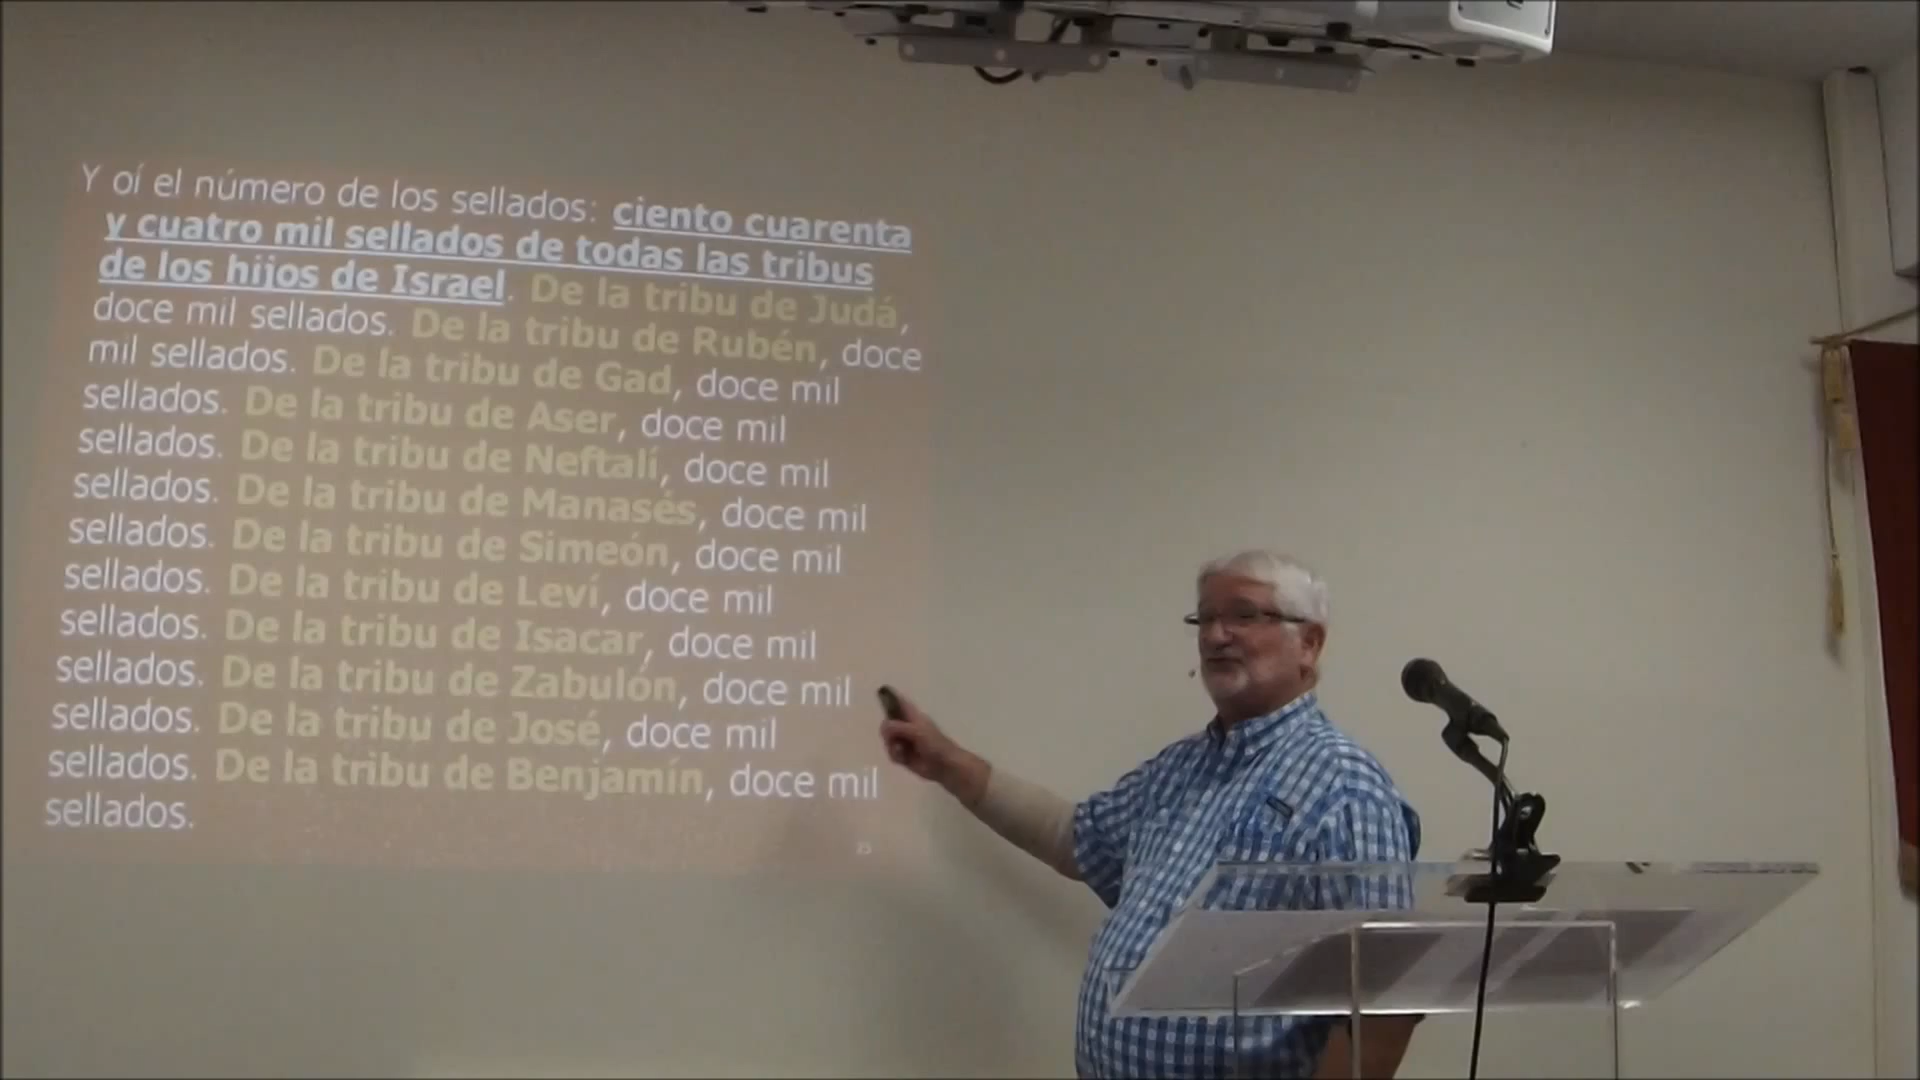 Y oí el número de los sellados: ciento cuarenta
y cuatro mil sellados de todas las tribus
de los hijos de Israel. De la tribu de Judá,
doce mil sellados. De la tribu de Rubén, doce
mil sellados. De la tribu de Gad, doce mil
sellados. De la tribu de Aser, doce mil
sellados. De la tribu de Neftalí, doce mil
sellados. De la tribu de Manasés, doce mil
sellados. De la tribu de Simeón, doce mil
sellados. De la tribu de Leví, doce mil
sellados. De la tribu de Isacar, doce mil
sellados. De la tribu de Zabulón, doce mil
sellados. De la tribu de José, doce mil
sellados. De la tribu de Benjamín, doce mil
sellados.